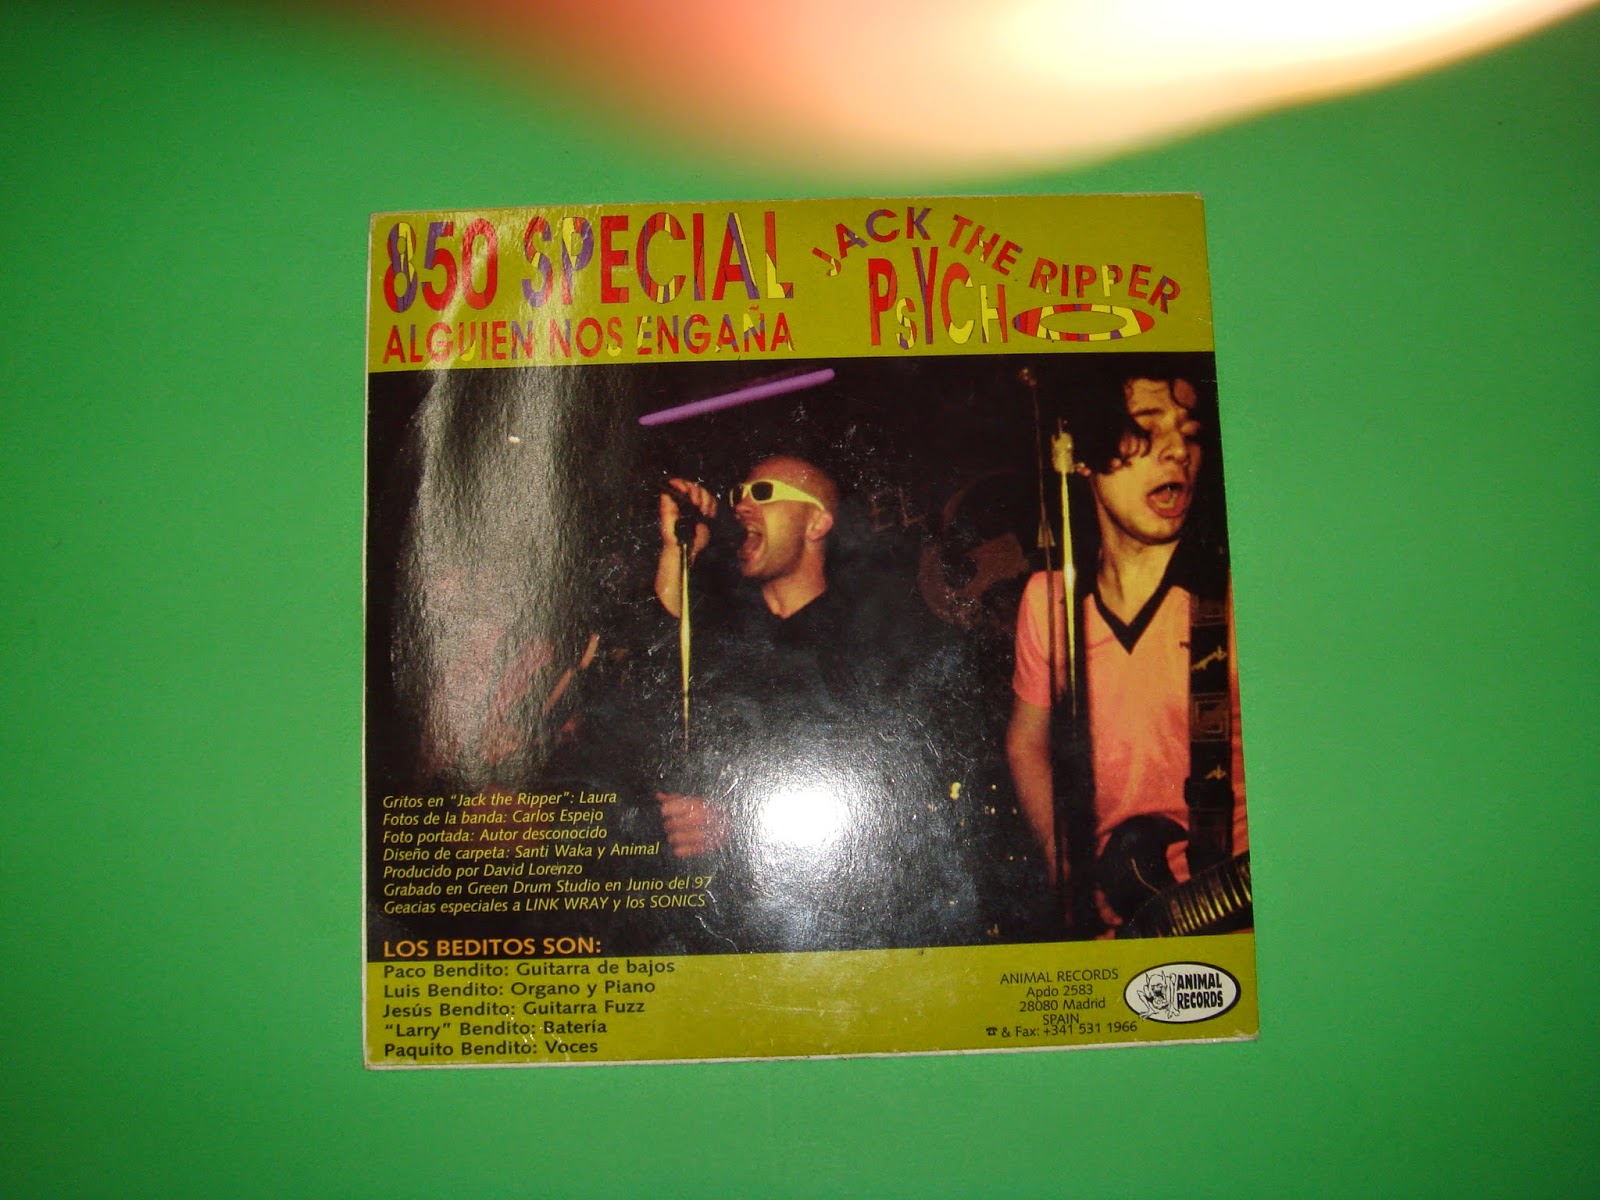 850 SPECIAL
ALGUIEN NOS ENGAÑA
JACK THE RIPPER
PSYCHO
EL
Gritos en "Jack the Ripper": Laura
Fotos de la banda: Carlos Espejo
Foto portada: Autor desconocido
Diseño de carpeta: Santi Waka y Animal
Producido por David Lorenzo
Grabado en Green Drum Studio en Junio del 97
Geacias especiales a LINK WRAY y los SONICS
LOS BEDITOS SON:
Paco Bendito: Guitarra de bajos
Luis Bendito: Organo y Piano
Jesús Bendito: Guitarra Fuzz
"Larry" Bendito: Batería
Paquito Bendito: Voces
ANIMAL RECORDS
Apdo 2583
28080 Madrid
SPAIN
☎ & Fax: +341 531 1966
ANIMAL
RECORDS